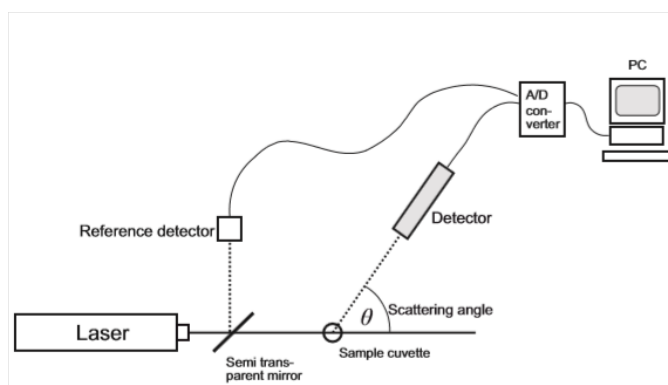 PC
A/D
con-
verter
Reference detector
Detector
Scattering angle
θ
Laser
Semi trans-
parent mirror
Sample cuvette